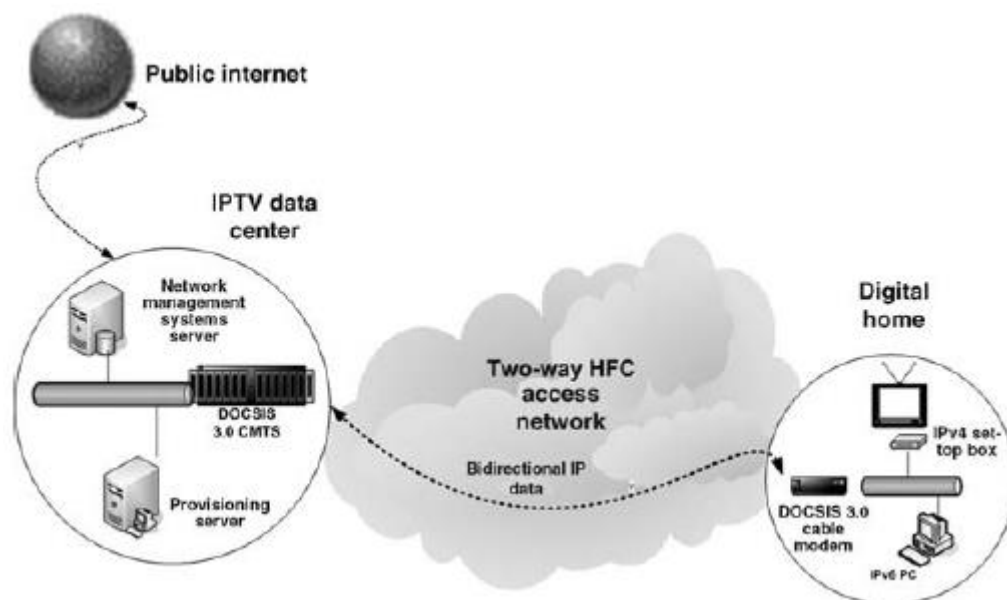 Public internet
IPTV data
center
Network
management
systems
server
DOCSIS
3.0 CMTS
Provisioning
server
Two-way HFC
access
network
Bidirectional IP
data
Digital
home
IPv4 set-
top box
DOCSIS 3.0
cable
modem
IPv6 PC